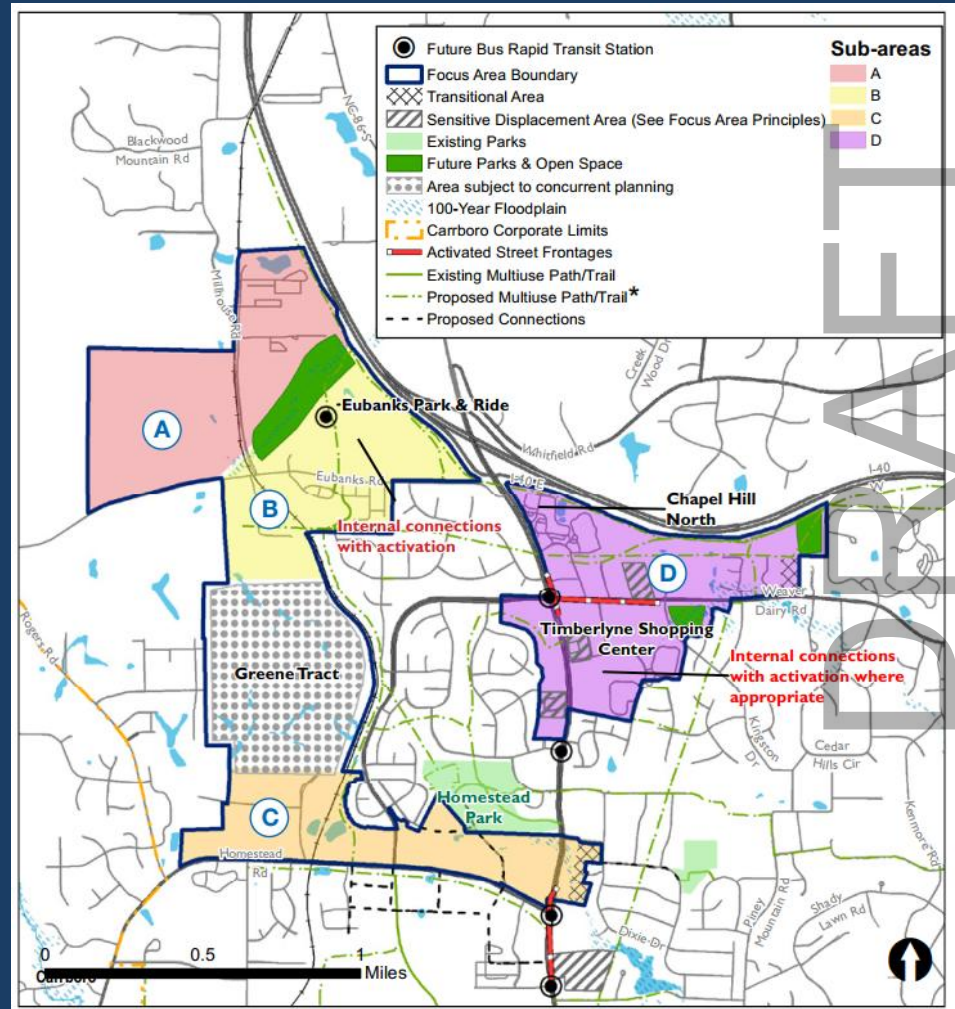 Future Bus Rapid Transit Station
Focus Area Boundary
Transitional Area
Sensitive Displacement Area (See Focus Area Principles)
Existing Parks
Future Parks & Open Space
Area subject to concurrent planning
100-Year Floodplain
Carrboro Corporate Limits
Activated Street Frontages
Existing Multiuse Path/Trail
Proposed Multiuse Path/Trail*
Proposed Connections
Sub-areas
A
B
C
D
DRAFT
NC-86-S
Blackwood
Mountain Rd
Millhouse Rd
Creek
Wood Dr
A
Eubanks Park & Ride
Whitfield Rd
I-40
W
I-40 E
Eubanks Rd
Chapel Hill
North
B
Internal connections
with activation
D
Weaver
Dairy Rd
Rogers Rd
Timberlyne Shopping
Center
Greene Tract
Internal connections
with activation where
appropriate
Kingston
Dr
Cedar
Hills Cir
Homestead
Park
Kenmore Rd
C
Homestead
Rd
Piney
Mountain Rd
Shady
Lawn Rd
Dixie Dr
0 0.5 1
Miles
Carrboro